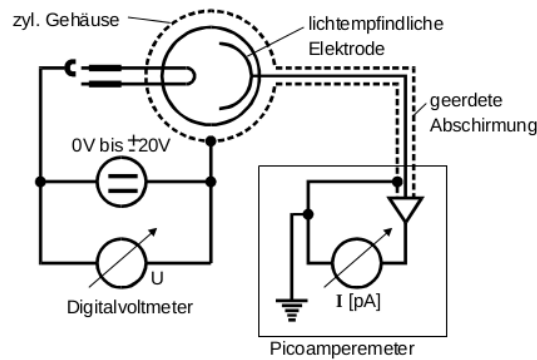 zyl. Gehäuse
lichtempfindliche
Elektrode
geerdete
Abschirmung
0V bis ±20V
U
Digitalvoltmeter
I [pA]
Picoamperemeter